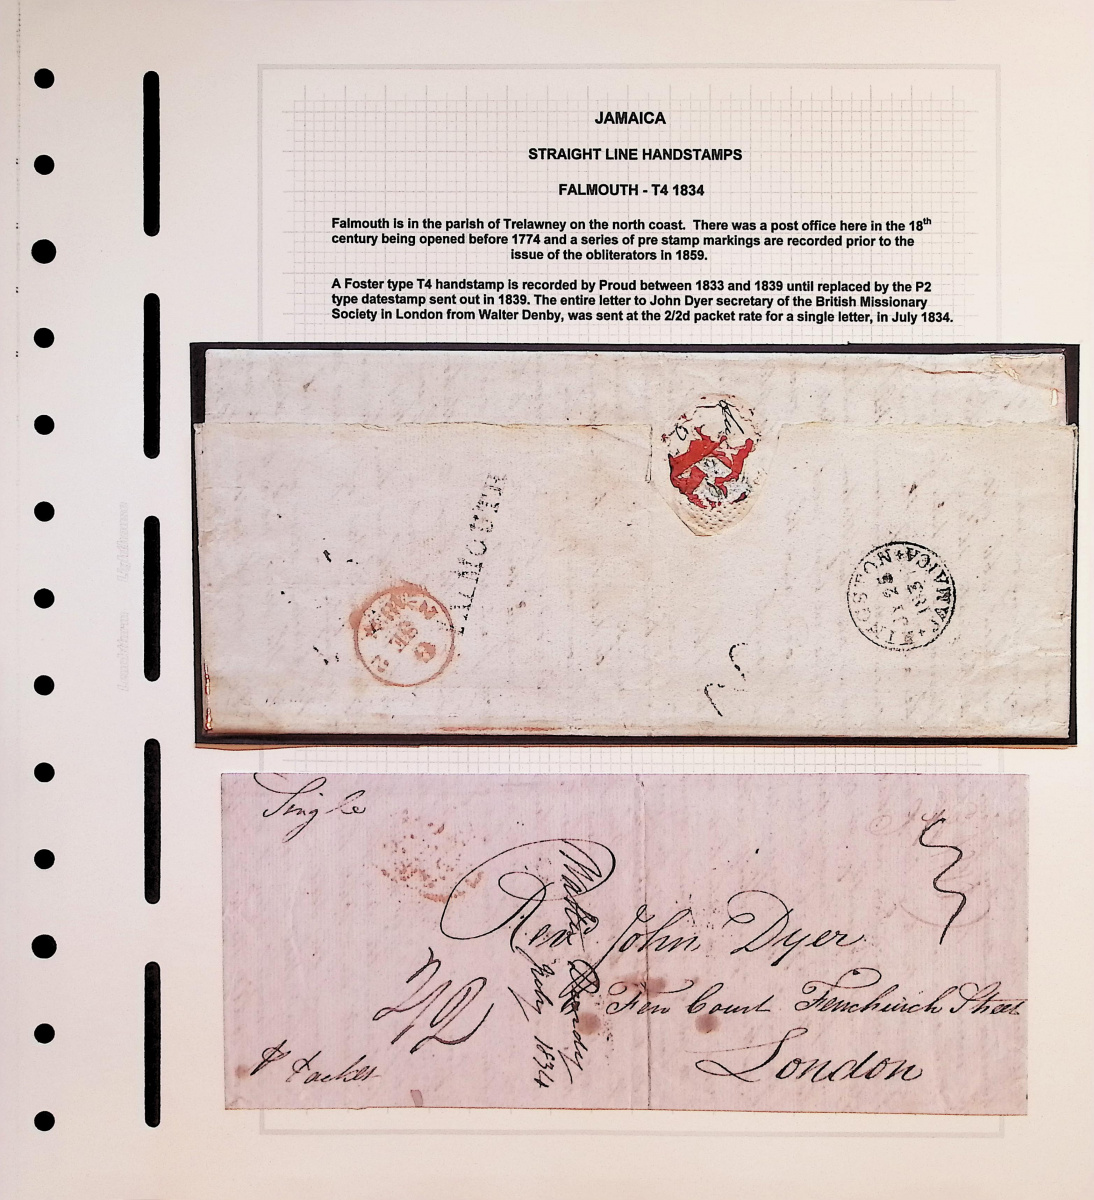 JAMAICA
STRAIGHT LINE HANDSTAMPS
FALMOUTH - T4 1834
Falmouth is in the parish of Trelawney on the north coast. There was a post office here in the 18th
century being opened before 1774 and a series of pre stamp markings are recorded prior to the
issue of the obliterators in 1859.
A Foster type T4 handstamp is recorded by Proud between 1833 and 1839 until replaced by the P2
type datestamp sent out in 1839. The entire letter to John Dyer secretary of the British Missionary
Society in London from Walter Denby, was sent at the 2/2d packet rate for a single letter, in July 1834.
FALMOUTH
KINGSTON
JAMAICA
Single
Rev John Dyer
Fen Court Fenchurch Street
London
2/2
July 1834
Packet